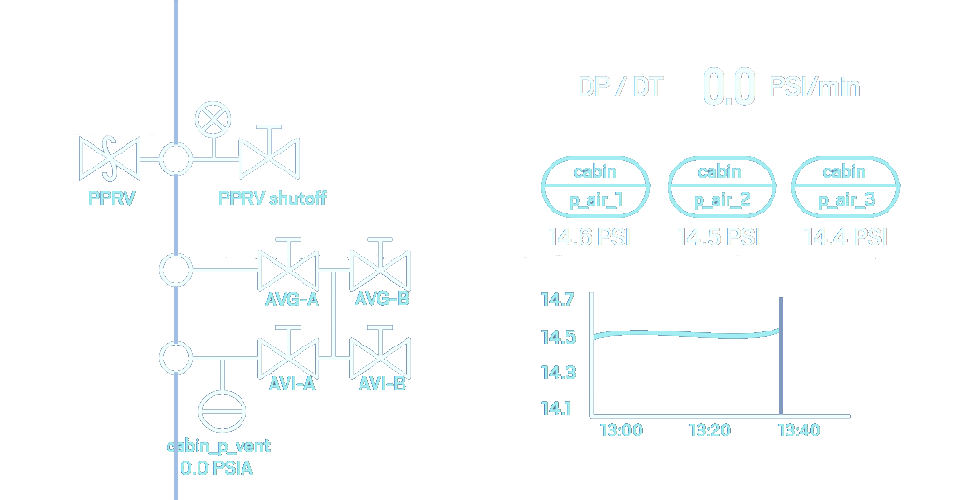 DP / DT 0.0 PSI/min
PPRV
PPRV shutoff
cabin
p_air_1
14.6 PSI
cabin
p_air_2
14.5 PSI
cabin
p_air_3
14.4 PSI
AVG-A
AVG-B
AVI-A
AVI-B
cabin_p_vent
0.0 PSIA
14.7
14.5
14.3
14.1
13:00
13:20
13:40